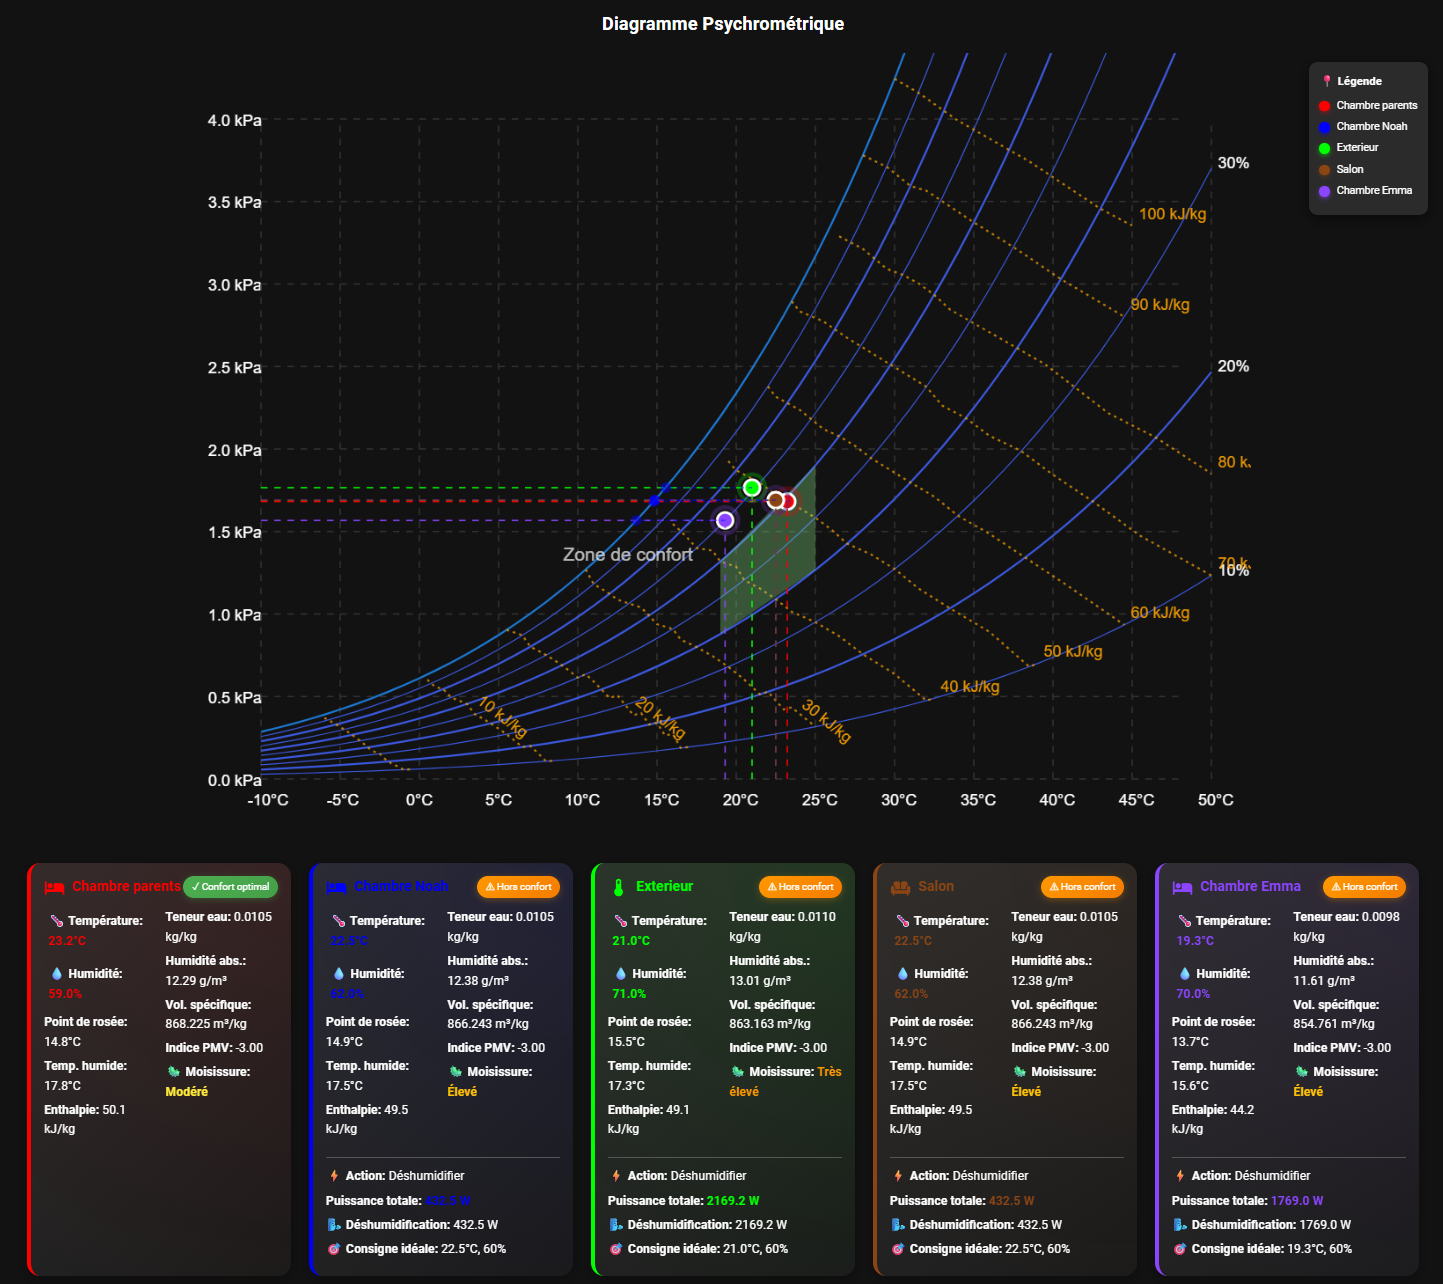 Diagramme Psychrométrique
Légende
Chambre parents
Chambre Noah
Exterieur
Salon
Chambre Emma
4.0 kPa
3.5 kPa
3.0 kPa
2.5 kPa
2.0 kPa
1.5 kPa
1.0 kPa
0.5 kPa
0.0 kPa
30%
20%
10%
100 kJ/kg
90 kJ/kg
80 k.
70 k.
60 kJ/kg
50 kJ/kg
40 kJ/kg
30 kJ/kg
20 kJ/kg
10 kJ/kg
Zone de confort
-10°C
-5°C
0°C
5°C
10°C
15°C
20°C
25°C
30°C
35°C
40°C
45°C
50°C
Chambre parents
✓ Confort optimal
Température:
23.2°C
Humidité:
59.0%
Point de rosée:
14.8°C
Temp. humide:
17.8°C
Enthalpie: 50.1
kJ/kg
Teneur eau: 0.0105
kg/kg
Humidité abs.:
12.29 g/m³
Vol. spécifique:
868.225 m³/kg
Indice PMV: -3.00
Moisissure:
Modéré
Chambre Noah
⚠ Hors confort
Température:
22.5°C
Humidité:
62.0%
Point de rosée:
14.9°C
Temp. humide:
17.5°C
Enthalpie: 49.5
kJ/kg
Teneur eau: 0.0105
kg/kg
Humidité abs.:
12.38 g/m³
Vol. spécifique:
866.243 m³/kg
Indice PMV: -3.00
Moisissure:
Élevé
Action: Déshumidifier
Puissance totale: 432.5 W
Déshumidification: 432.5 W
Consigne idéale: 22.5°C, 60%
Exterieur
⚠ Hors confort
Température:
21.0°C
Humidité:
71.0%
Point de rosée:
15.5°C
Temp. humide:
17.3°C
Enthalpie: 49.1
kJ/kg
Teneur eau: 0.0110
kg/kg
Humidité abs.:
13.01 g/m³
Vol. spécifique:
863.163 m³/kg
Indice PMV: -3.00
Moisissure: Très
élevé
Action: Déshumidifier
Puissance totale: 2169.2 W
Déshumidification: 2169.2 W
Consigne idéale: 21.0°C, 60%
Salon
⚠ Hors confort
Température:
22.5°C
Humidité:
62.0%
Point de rosée:
14.9°C
Temp. humide:
17.5°C
Enthalpie: 49.5
kJ/kg
Teneur eau: 0.0105
kg/kg
Humidité abs.:
12.38 g/m³
Vol. spécifique:
866.243 m³/kg
Indice PMV: -3.00
Moisissure:
Élevé
Action: Déshumidifier
Puissance totale: 432.5 W
Déshumidification: 432.5 W
Consigne idéale: 22.5°C, 60%
Chambre Emma
⚠ Hors confort
Température:
19.3°C
Humidité:
70.0%
Point de rosée:
13.7°C
Temp. humide:
15.6°C
Enthalpie: 44.2
kJ/kg
Teneur eau: 0.0098
kg/kg
Humidité abs.:
11.61 g/m³
Vol. spécifique:
854.761 m³/kg
Indice PMV: -3.00
Moisissure:
Élevé
Action: Déshumidifier
Puissance totale: 1769.0 W
Déshumidification: 1769.0 W
Consigne idéale: 19.3°C, 60%